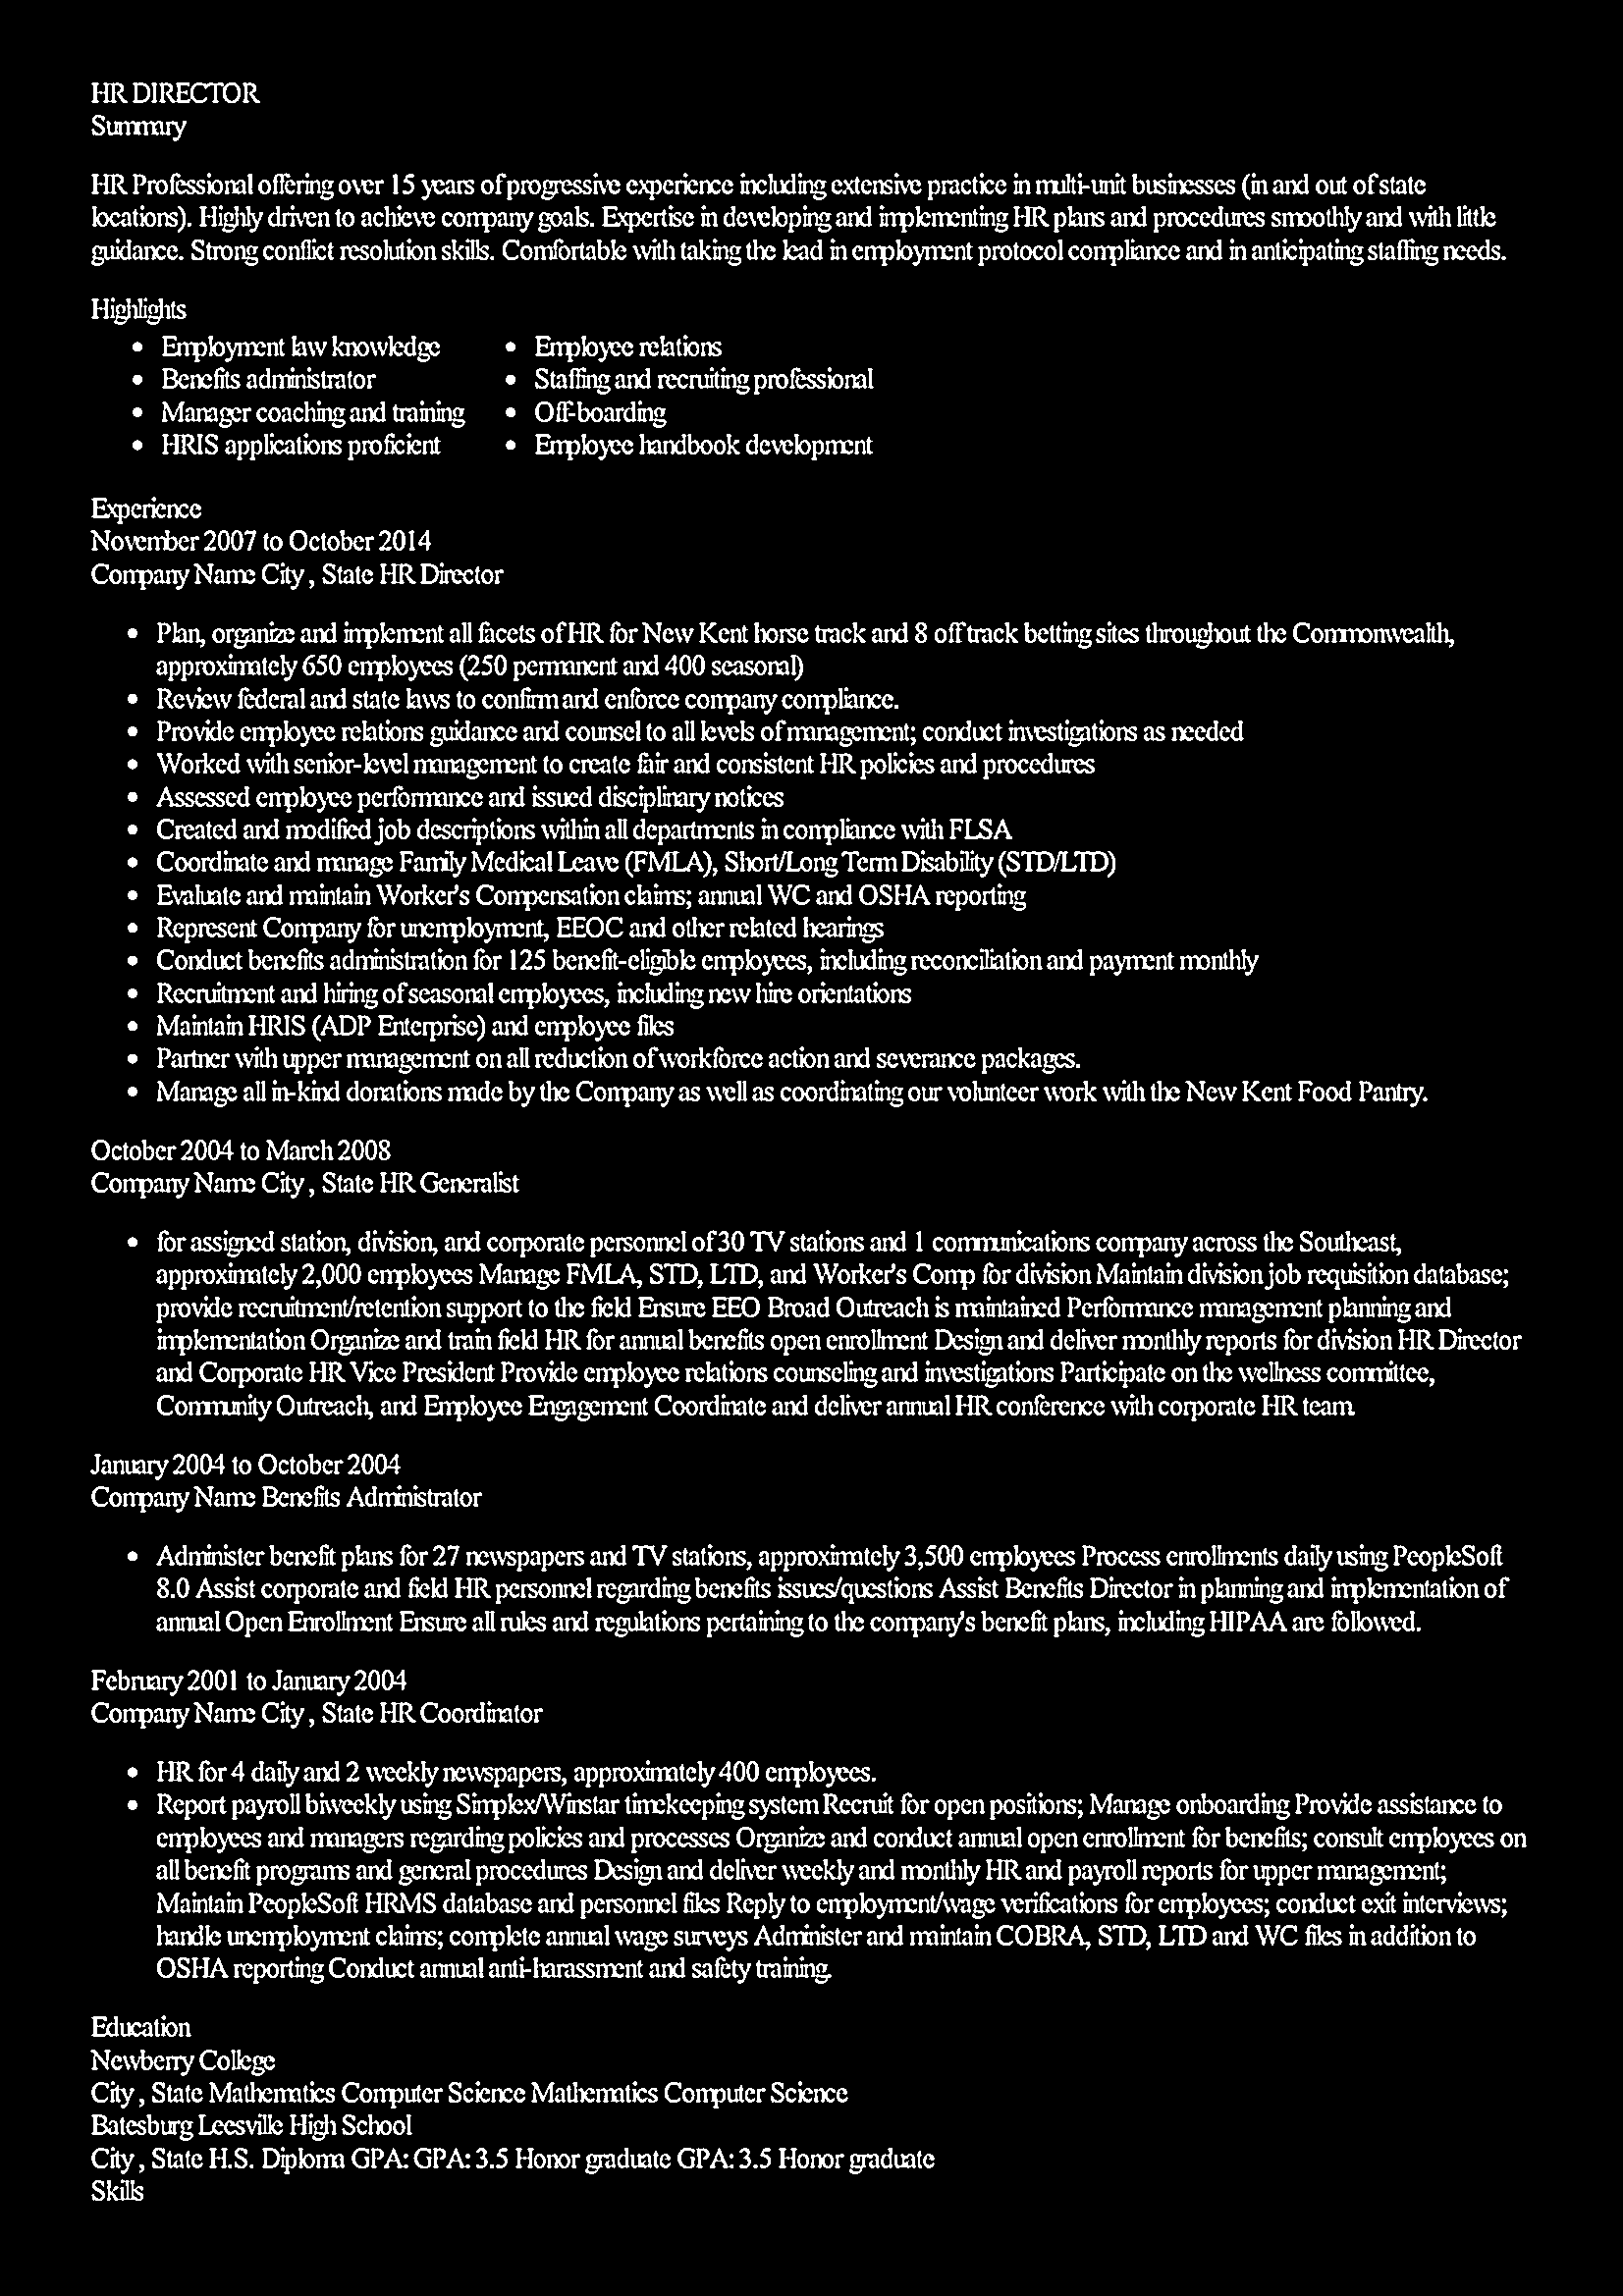 HR DIRECTOR
Summary
HR Professional offering over 15 years of progressive experience including extensive practice in multi-unit businesses (in and out of state
locations). Highly driven to achieve company goals. Expertise in developing and implementing HR plans and procedures smoothly and with little
guidance. Strong conflict resolution skills. Comfortable with taking the lead in employment protocol compliance and in anticipating staffing needs.
Highlights
• Employment law knowledge
• Benefits administrator
• Manager coaching and training
• HRIS applications proficient
• Employee relations
• Staffing and recruiting professional
• Off-boarding
• Employee handbook development
Experience
November 2007 to October 2014
Company Name City , State HR Director
• Plan, organize and implement all facets of HR for New Kent horse track and 8 off track betting sites throughout the Commonwealth,
approximately 650 employees (250 permanent and 400 seasonal)
• Review federal and state laws to confirm and enforce company compliance.
• Provide employee relations guidance and counsel to all levels of management; conduct investigations as needed
• Worked with senior-level management to create fair and consistent HR policies and procedures
• Assessed employee performance and issued disciplinary notices
• Created and modified job descriptions within all departments in compliance with FLSA
• Coordinate and manage Family Medical Leave (FMLA), Short/Long Term Disability (STD/LTD)
• Evaluate and maintain Worker's Compensation claims; annual WC and OSHA reporting
• Represent Company for unemployment, EEOC and other related hearings
• Conduct benefits administration for 125 benefit-eligible employees, including reconciliation and payment monthly
• Recruitment and hiring of seasonal employees, including new hire orientations
• Maintain HRIS (ADP Enterprise) and employee files
• Partner with upper management on all reduction of workforce action and severance packages.
• Manage all in-kind donations made by the Company as well as coordinating our volunteer work with the New Kent Food Pantry.
October 2004 to March 2008
Company Name City , State HR Generalist
• for assigned station, division, and corporate personnel of 30 TV stations and 1 communications company across the Southeast,
approximately 2,000 employees Manage FMLA, STD, LTD, and Worker's Comp for division Maintain division job requisition database;
provide recruitment/retention support to the field Ensure EEO Broad Outreach is maintained Performance management planning and
implementation Organize and train field HR for annual benefits open enrollment Design and deliver monthly reports for division HR Director
and Corporate HR Vice President Provide employee relations counseling and investigations Participate on the wellness committee,
Community Outreach, and Employee Engagement Coordinate and deliver annual HR conference with corporate HR team.
January 2004 to October 2004
Company Name Benefits Administrator
• Administer benefit plans for 27 newspapers and TV stations, approximately 3,500 employees Process enrollments daily using PeopleSoft
8.0 Assist corporate and field HR personnel regarding benefits issues/questions Assist Benefits Director in planning and implementation of
annual Open Enrollment Ensure all rules and regulations pertaining to the company's benefit plans, including HIPAA are followed.
February 2001 to January 2004
Company Name City , State HR Coordinator
• HR for 4 daily and 2 weekly newspapers, approximately 400 employees.
• Report payroll biweekly using Simplex/Winstar timekeeping system Recruit for open positions; Manage onboarding Provide assistance to
employees and managers regarding policies and processes Organize and conduct annual open enrollment for benefits; consult employees on
all benefit programs and general procedures Design and deliver weekly and monthly HR and payroll reports for upper management;
Maintain PeopleSoft HRMS database and personnel files Reply to employment/wage verifications for employees; conduct exit interviews;
handle unemployment claims; complete annual wage surveys Administer and maintain COBRA, STD, LTD and WC files in addition to
OSHA reporting Conduct annual anti-harassment and safety training.
Education
Newberry College
City , State Mathematics Computer Science Mathematics Computer Science
Batesburg Leesville High School
City , State H.S. Diploma GPA: GPA: 3.5 Honor graduate GPA: 3.5 Honor graduate
Skills